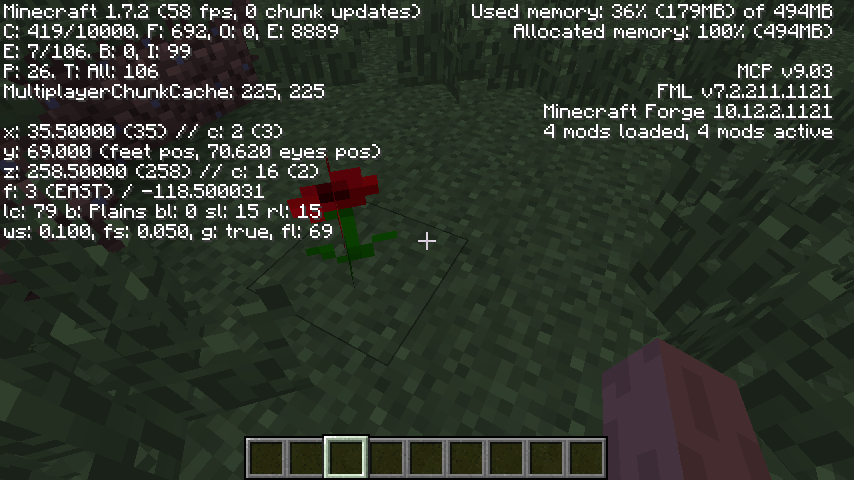 Minecraft 1.7.2 (58 fps, 0 chunk updates)
C: 419/10000. F: 692, O: 0, E: 8889
E: 7/106. B: 0, I: 99
P: 26. T: All: 106
MultiplayerChunkCache: 225, 225
x: 35.50000 (35) // c: 2 (3)
y: 69.000 (feet pos, 70.620 eyes pos)
z: 258.50000 (258) // c: 16 (2)
f: 3 (EAST) / -118.500031
lc: 79 b: Plains bl: 0 sl: 15 rl: 15
ws: 0.100, fs: 0.050, g: true, fl: 69
Used memory: 36% (179MB) of 494MB
Allocated memory: 100% (494MB)
MCP v9.03
FML v7.2.211.1121
Minecraft Forge 10.12.2.1121
4 mods loaded, 4 mods active